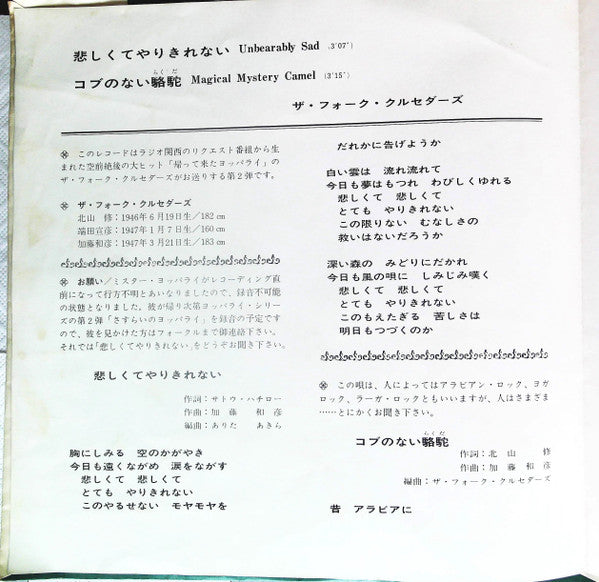 悲しくてやりきれない Unbearably Sad (3'07")
らくだ
コブのない駱駝 Magical Mystery Camel (3'15")
ザ・フォーク・クルセダーズ
※ このレコードはラジオ関西のリクエスト番組から生
まれた空前絶後の大ヒット「帰って来たヨッパライ」の
ザ・フォーク・クルセダーズがお送りする第2弾です。
※ ザ・フォーク・クルセダーズ
北山 修：1946年6月19日生／182㎝
端田宣彦：1947年1月7日生／160㎝
加藤和彦：1947年3月21日生／183㎝
※ お願い／ミスター・ヨッパライがレコーディング直
前になって行方不明とあいなりましたので、録音不可能
の状態となりました。彼が帰り次第ヨッパライ・シリー
ズの第2弾「さすらいのヨッパライ」を録音の予定です
ので、彼を見かけた方はフォークルまで御連絡下さい。
それでは「悲しくてやりきれない」をどうぞお聞き下さい。
悲しくてやりきれない
作詞：サトウ・ハチロー
作曲：加藤 和彦
編曲：ありた あきら
胸にしみる 空のかがやき
今日も遠くながめ 涙をながす
悲しくて 悲しくて
とても やりきれない
このやるせない モヤモヤを
だれかに告げようか
白い雲は 流れ流れて
今日も夢はもつれ わびしくゆれる
悲しくて 悲しくて
とても やりきれない
この限りない むなしさの
救いはないだろうか
深い森の みどりにだかれ
今日も風の唄に しみじみ嘆く
悲しくて 悲しくて
とても やりきれない
このもえたぎる 苦しさは
明日もつづくのか
※ この唄は、人によってはアラビアン・ロック、ヨガ
ロック、ラーガ・ロックともいいますが、人はさまざま
……とにかくお聞き下さい。
らくだ
コブのない駱駝
作詞：北山 修
作曲：加藤 和彦
編曲：ザ・フォーク・クルセダーズ
昔 アラビアに